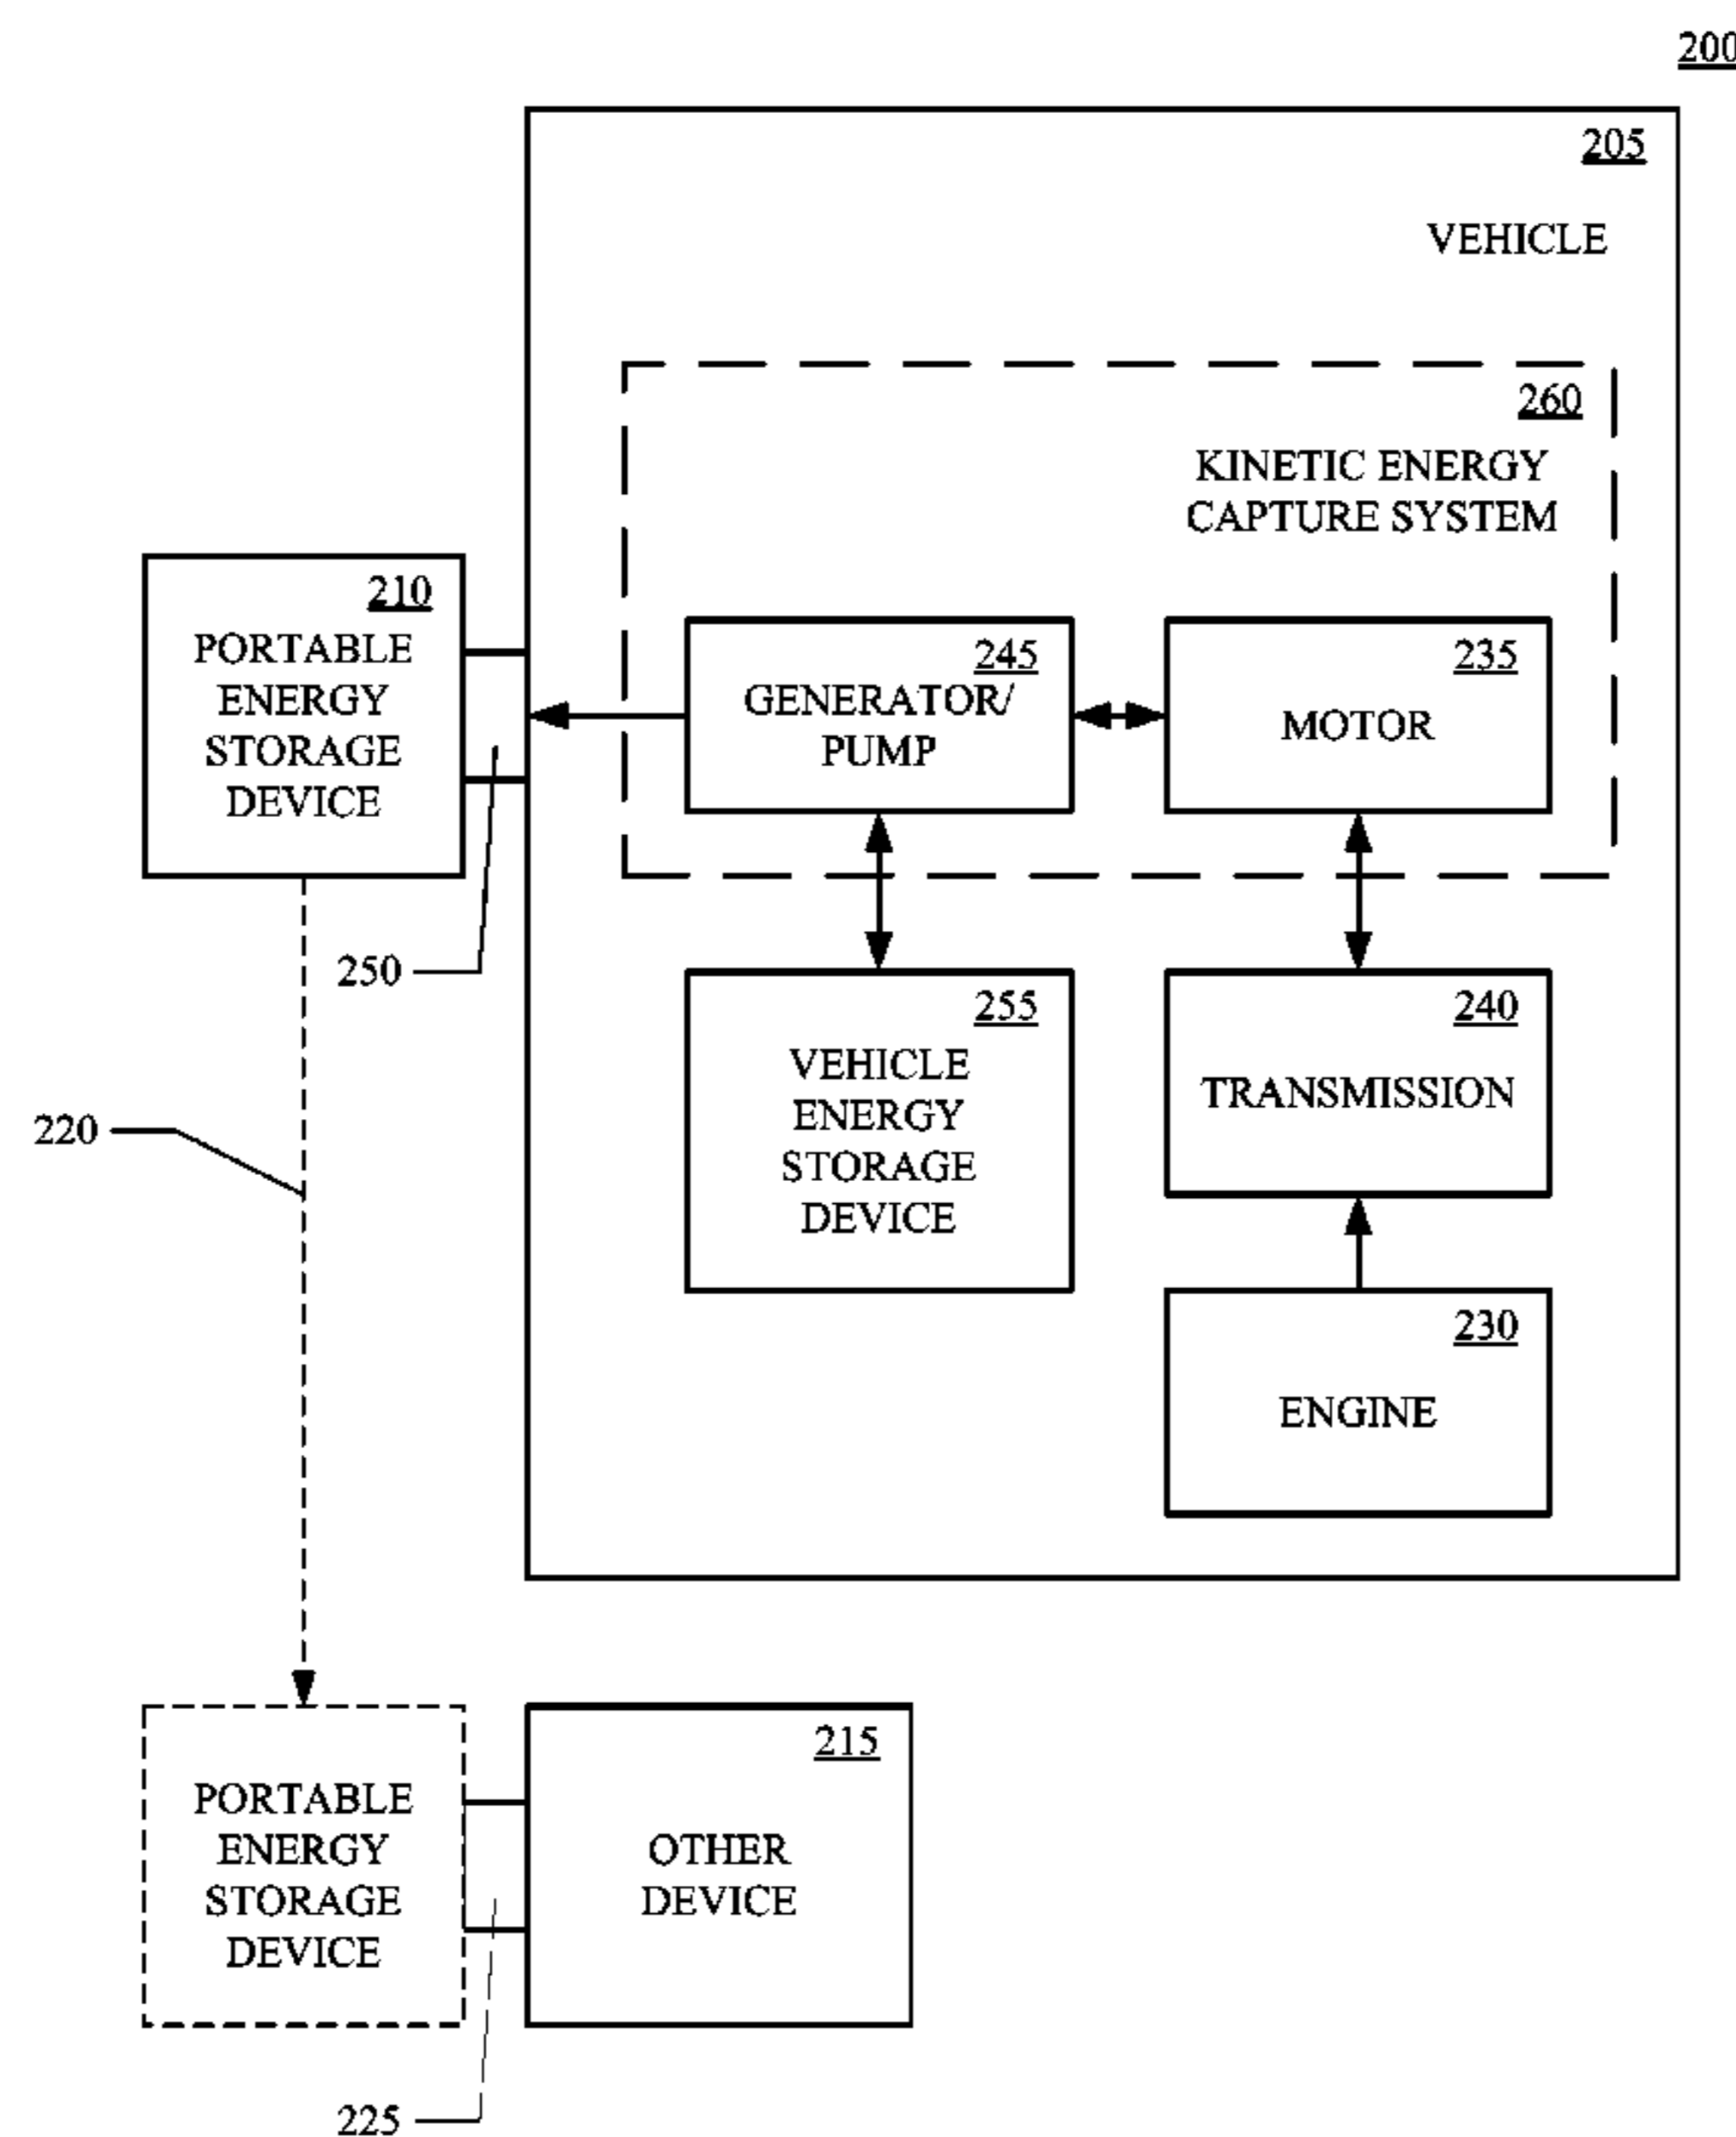 200
205
VEHICLE
260
KINETIC ENERGY
CAPTURE SYSTEM
210
PORTABLE
ENERGY
STORAGE
DEVICE
245
GENERATOR/
PUMP
235
MOTOR
250
255
VEHICLE
ENERGY
STORAGE
DEVICE
240
TRANSMISSION
220
230
ENGINE
PORTABLE
ENERGY
STORAGE
DEVICE
215
OTHER
DEVICE
225